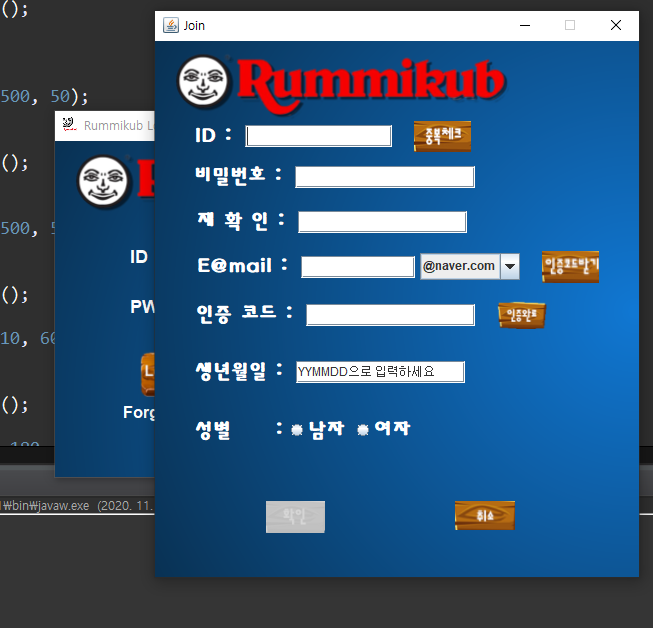 ();
Join
Rummikub
500, 50);
ID : 중복체크
Rummikub L
();
비밀번호 :
재 확 인 :
500, 5
ID
E@mail : @naver.com 인증코드받기
();
PW
인증 코드 : 인증완료
10, 60
생년월일 : YYMMDD으로 입력하세요
();
Forg
성별 : 남자 여자
1₩bin₩javaw.exe (2020. 11.
확인 취소